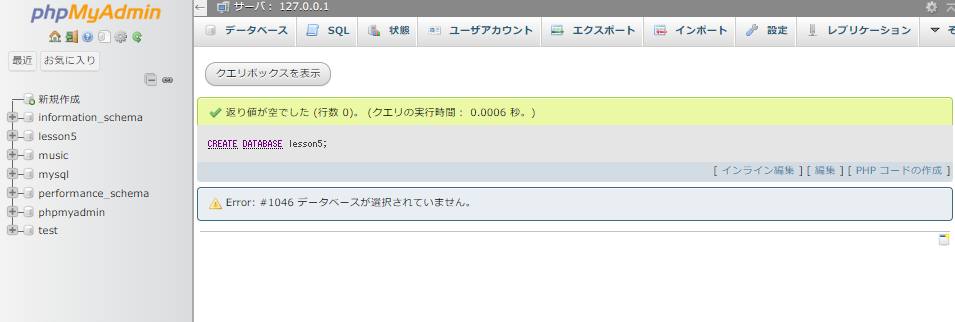 phpMyAdmin
最近 お気に入り
新規作成
information_schema
lesson5
music
mysql
performance_schema
phpmyadmin
test
サーバ: 127.0.0.1
データベース SQL 状態 ユーザアカウント エクスポート インポート 設定 レプリケーション そ
クエリボックスを表示
返り値が空でした (行数 0)。 (クエリの実行時間: 0.0006 秒。)
CREATE DATABASE lesson5;
[ インライン編集 ] [ 編集 ] [ PHP コードの作成 ]
Error: #1046 データベースが選択されていません。